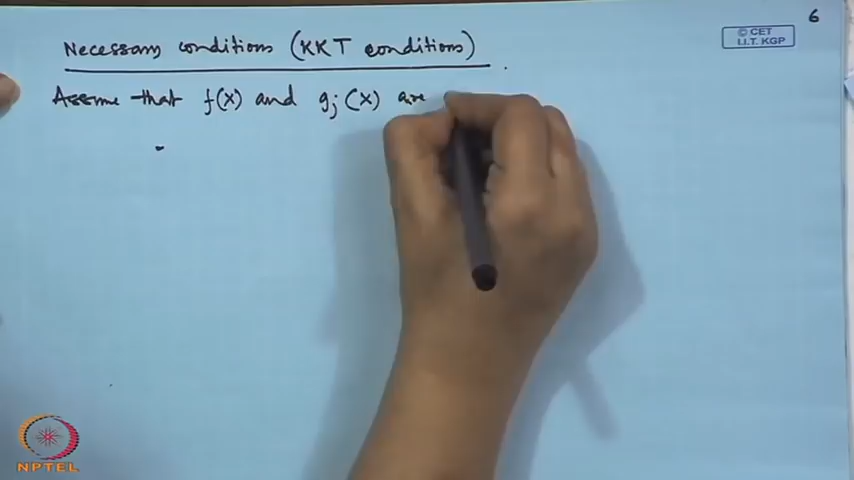 6
© CET
I.I.T. KGP
Necessary conditions (KKT conditions)
Assume that f(x) and gj(x) are
NPTEL